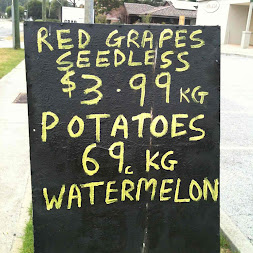 RED GRAPES
SEEDLESS
$3.99 KG
POTATOES
69c KG
WATERMELON